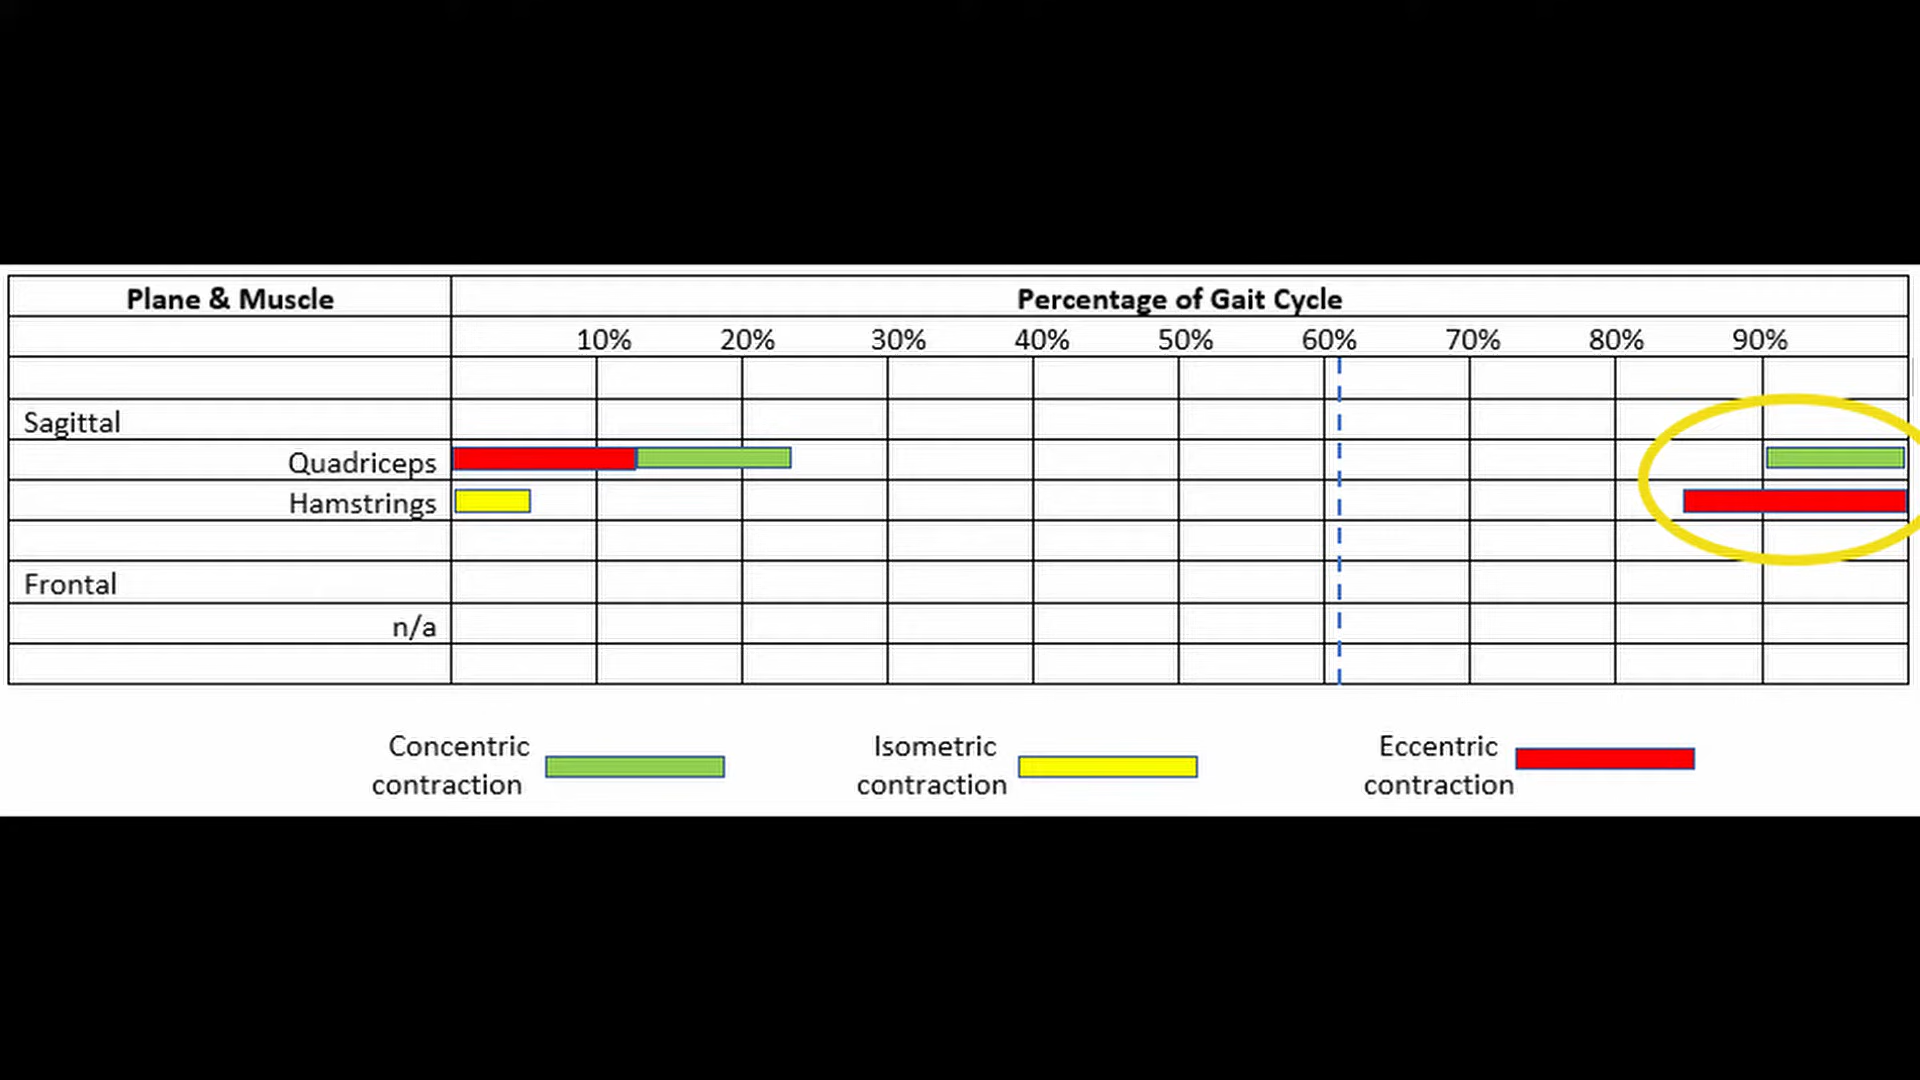 Plane & Muscle Percentage of Gait Cycle
10% 20% 30% 40% 50% 60% 70% 80% 90%
Sagittal
Quadriceps
Hamstrings
Frontal
n/a
Concentric contraction
Isometric contraction
Eccentric contraction